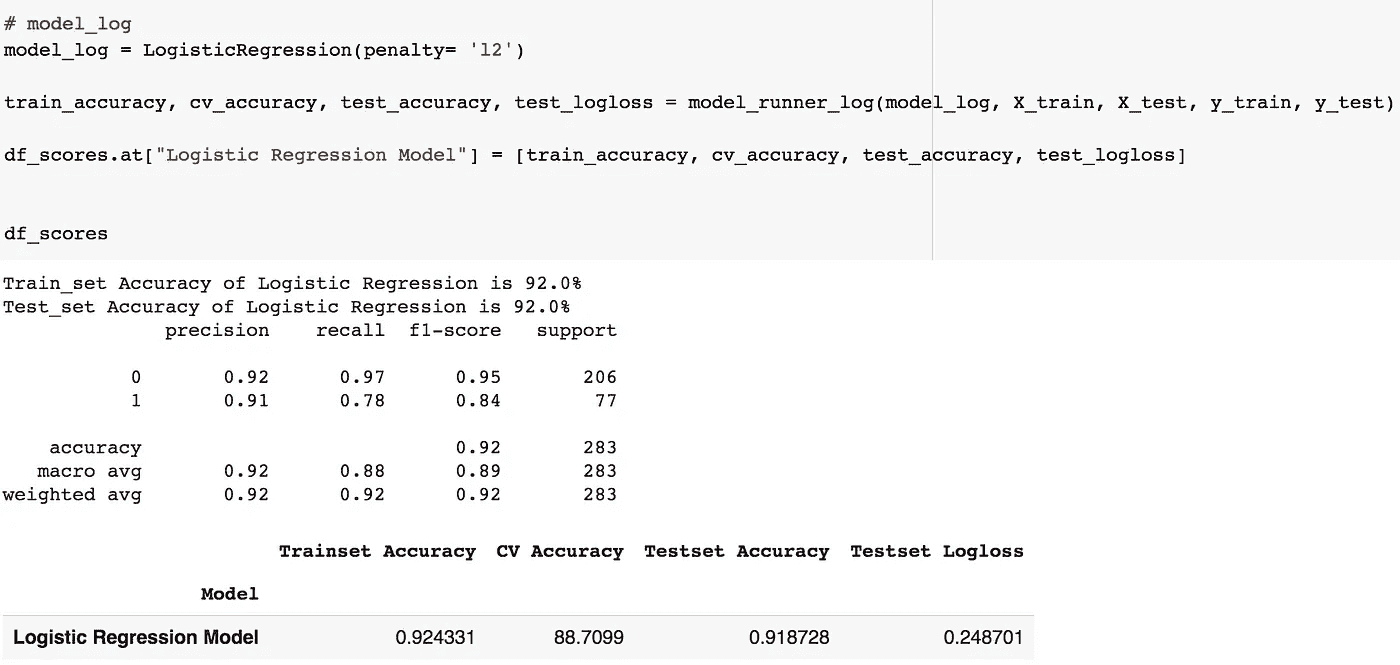 # model_log
model_log = LogisticRegression(penalty= 'l2')
train_accuracy, cv_accuracy, test_accuracy, test_logloss = model_runner_log(model_log, X_train, X_test, y_train, y_test)
df_scores.at["Logistic Regression Model"] = [train_accuracy, cv_accuracy, test_accuracy, test_logloss]
df_scores
Train_set Accuracy of Logistic Regression is 92.0%
Test_set Accuracy of Logistic Regression is 92.0%
precision recall f1-score support
0 0.92 0.97 0.95 206
1 0.91 0.78 0.84 77
accuracy 0.92 283
macro avg 0.92 0.88 0.89 283
weighted avg 0.92 0.92 0.92 283
Trainset Accuracy CV Accuracy Testset Accuracy Testset Logloss
Model
Logistic Regression Model 0.924331 88.7099 0.918728 0.248701